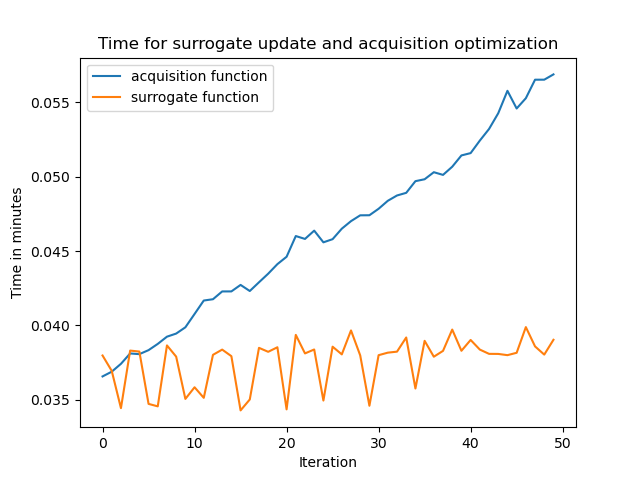 Time for surrogate update and acquisition optimization
acquisition function
surrogate function
Time in minutes
0.055
0.050
0.045
0.040
0.035
0 10 20 30 40 50
Iteration